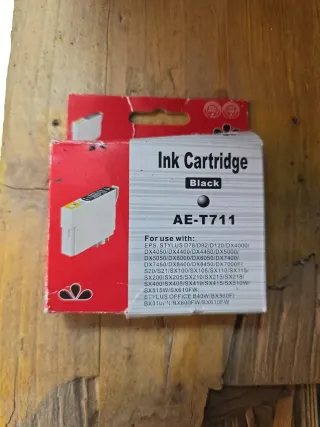 Ink Cartridge
Black
AE-T711
For use with:
EPS. STYLUS D78/D92/D120/DX4000/
DX4050/DX4400/DX4450/DX5000/
DX5050/DX6000/DX6050/DX7400/
DX7450/DX8400/DX8450/DX7000F/
S20/S21/SX100/SX105/SX110/SX115/
SX200/SX205/SX210/SX215/SX218/
SX400/SX405/SX410/SX415/SX510W/
SX515W/SX610FW
STYLUS OFFICE B40W/BX300F/
BX310FN/BX600FW/BX610FW